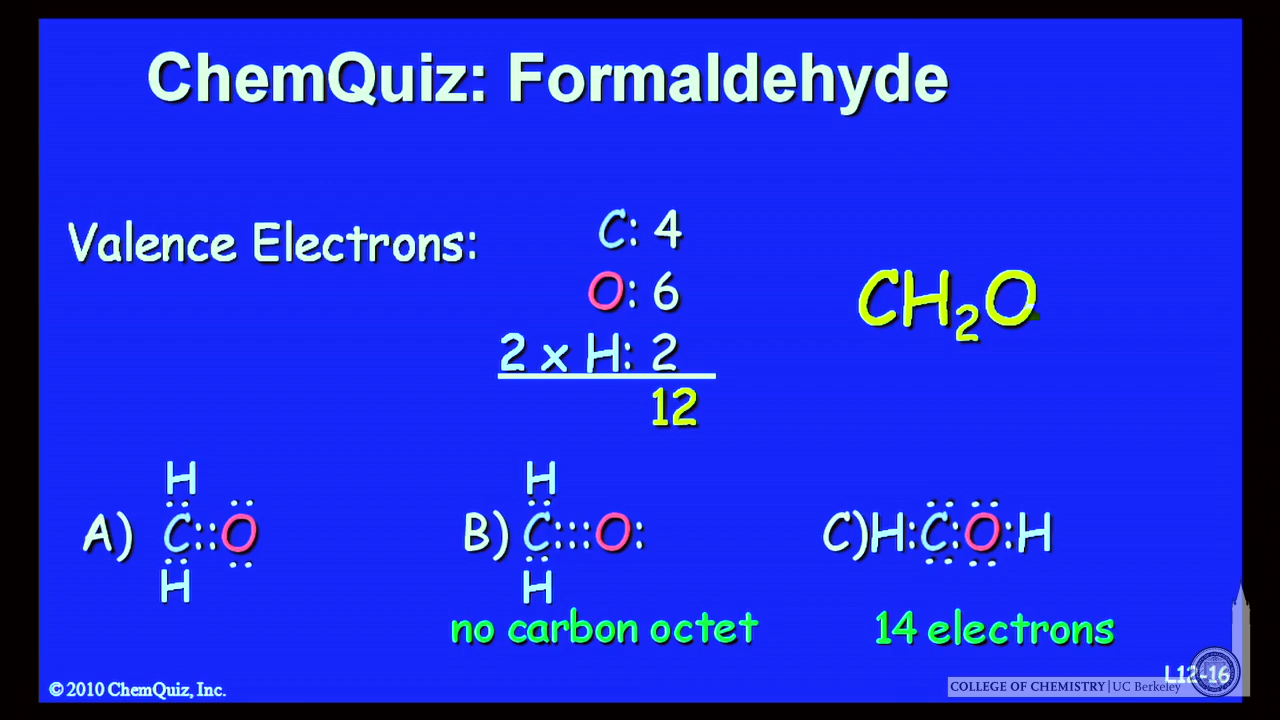 ChemQuiz: Formaldehyde
Valence Electrons:
C: 4
O: 6
2 x H: 2
12
CH₂O
A)
H
C::O
H
B)
H
C:::O:
H
no carbon octet
C)H:C:O:H
14 electrons
© 2010 ChemQuiz, Inc.
L12-16
COLLEGE OF CHEMISTRY | UC Berkeley